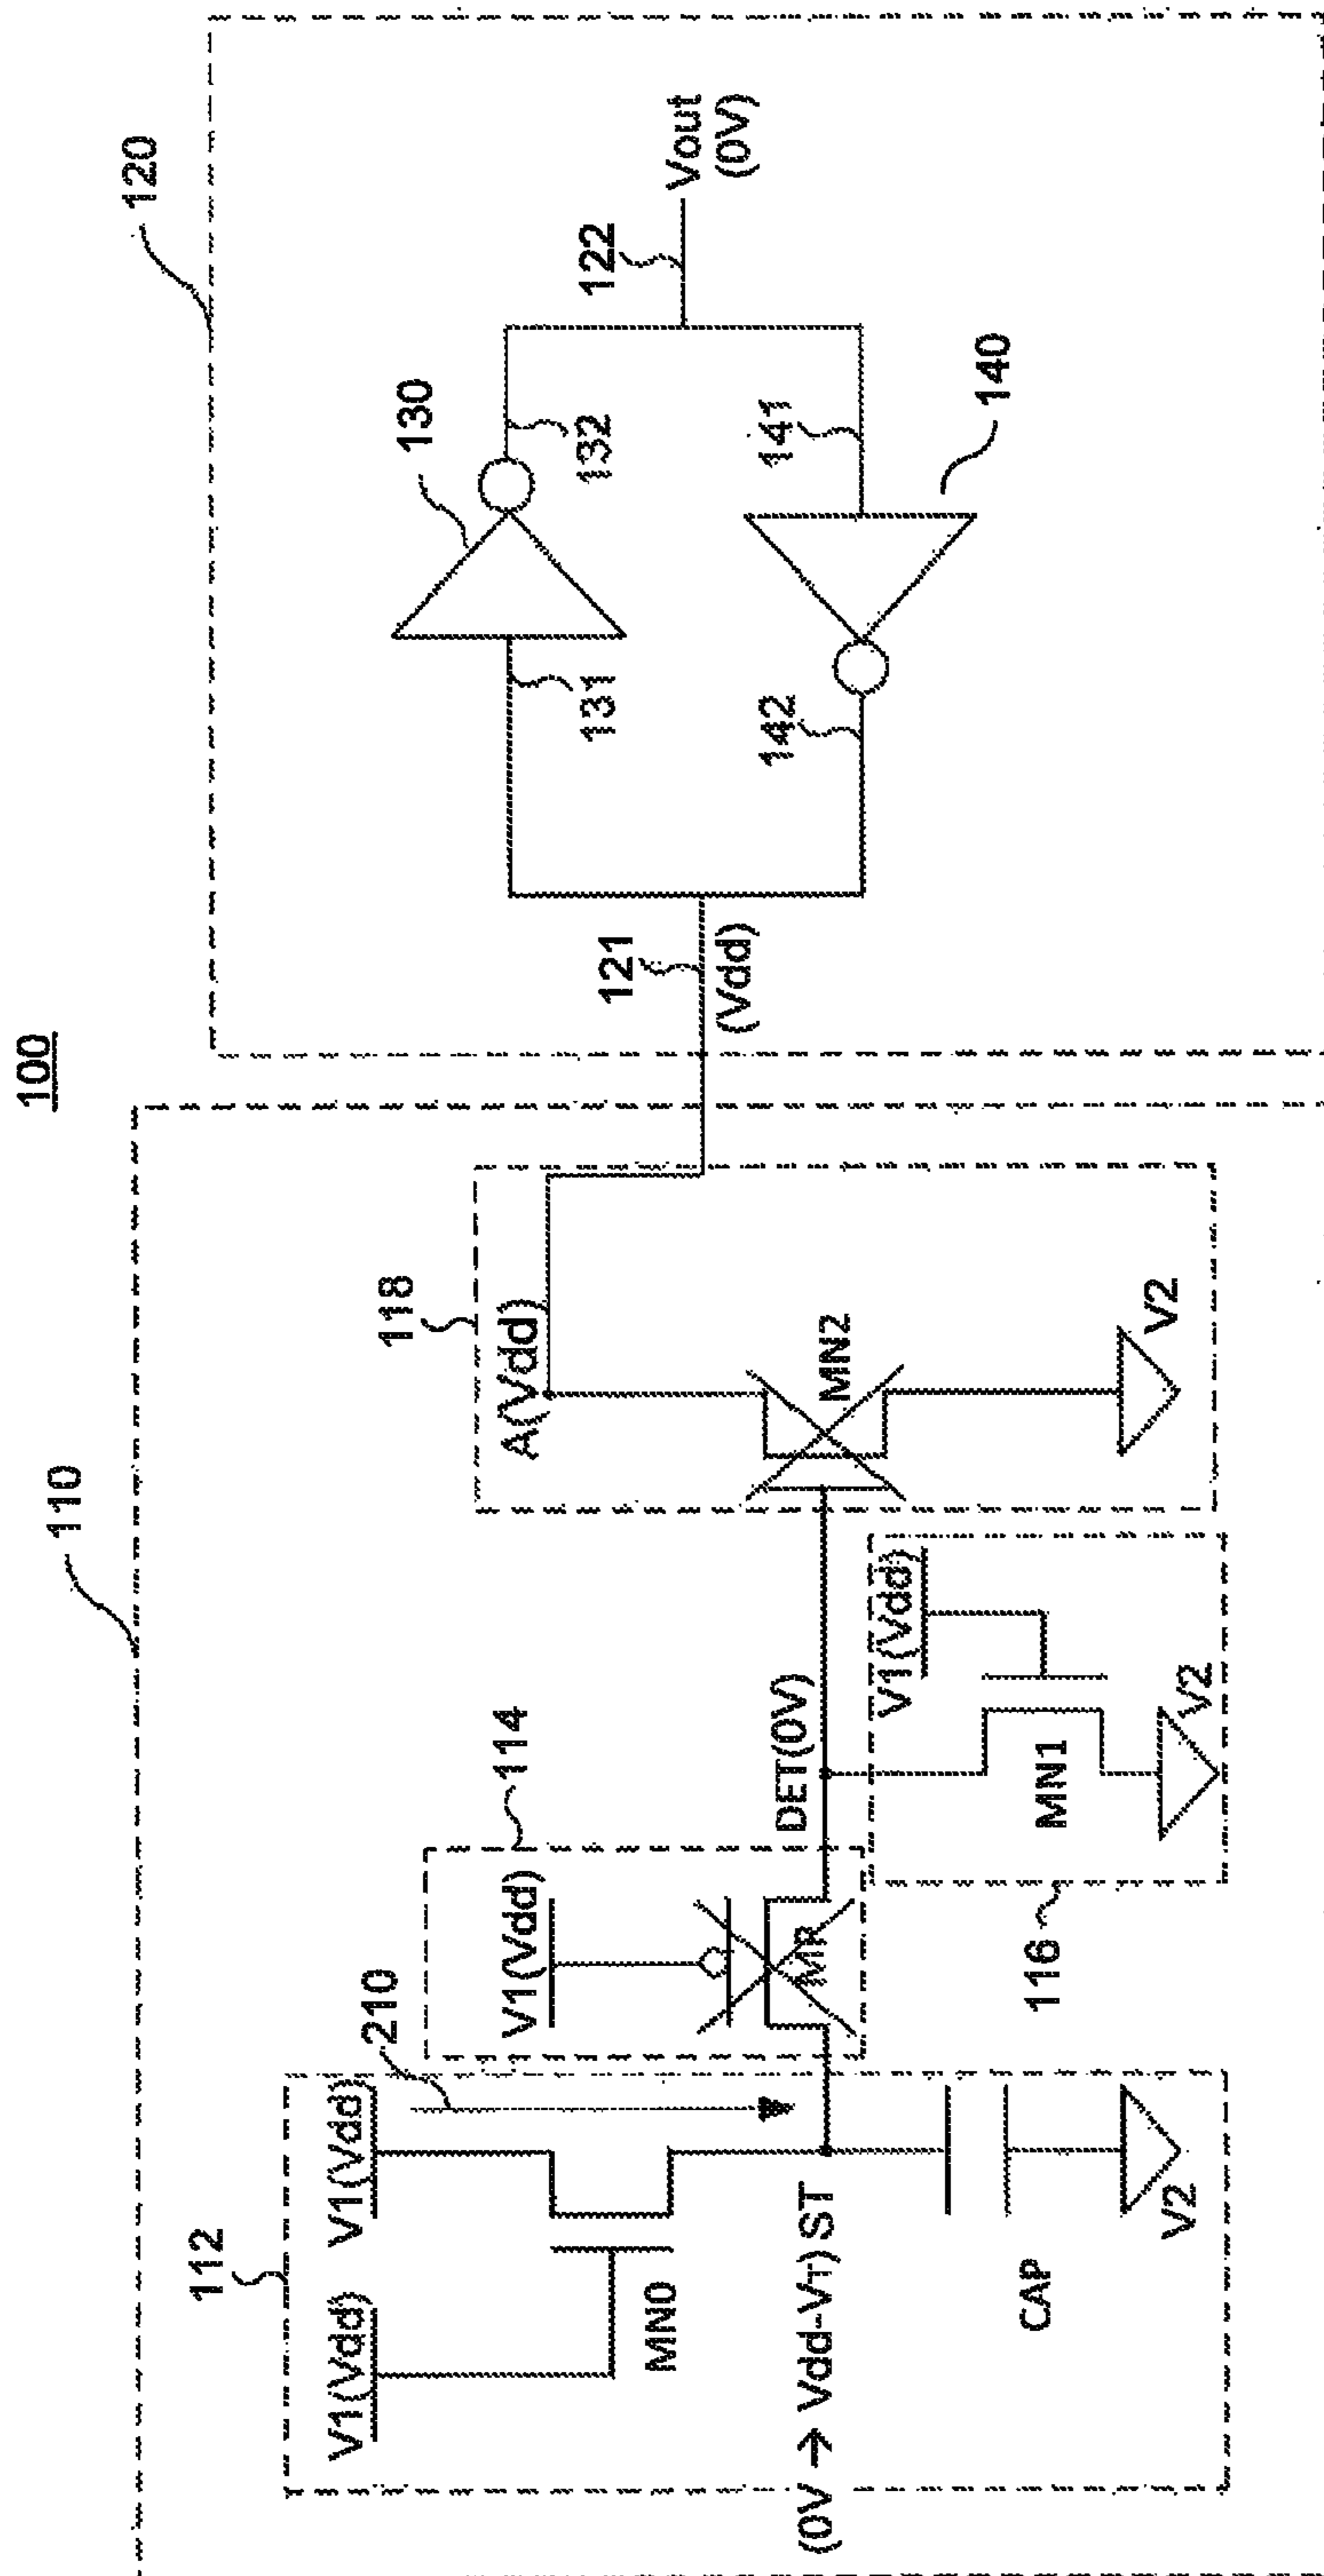 100
110
120
112
V1(Vdd)
V1(Vdd)
210
MN0
(0V → Vdd-VT) ST
CAP
V2
114
V1(Vdd)
MR
DET(0V)
116
V1(Vdd)
MN1
V2
118
A(Vdd)
MN2
V2
121
(Vdd)
130
131
132
140
141
142
122
Vout
(0V)